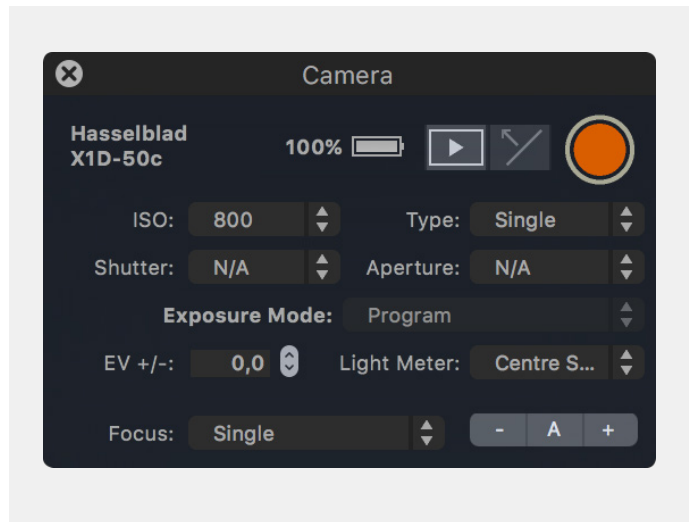 Camera
Hasselblad
X1D-50c
100%
ISO: 800 Type: Single
Shutter: N/A Aperture: N/A
Exposure Mode: Program
EV +/-: 0,0 Light Meter: Centre S...
Focus: Single - A +